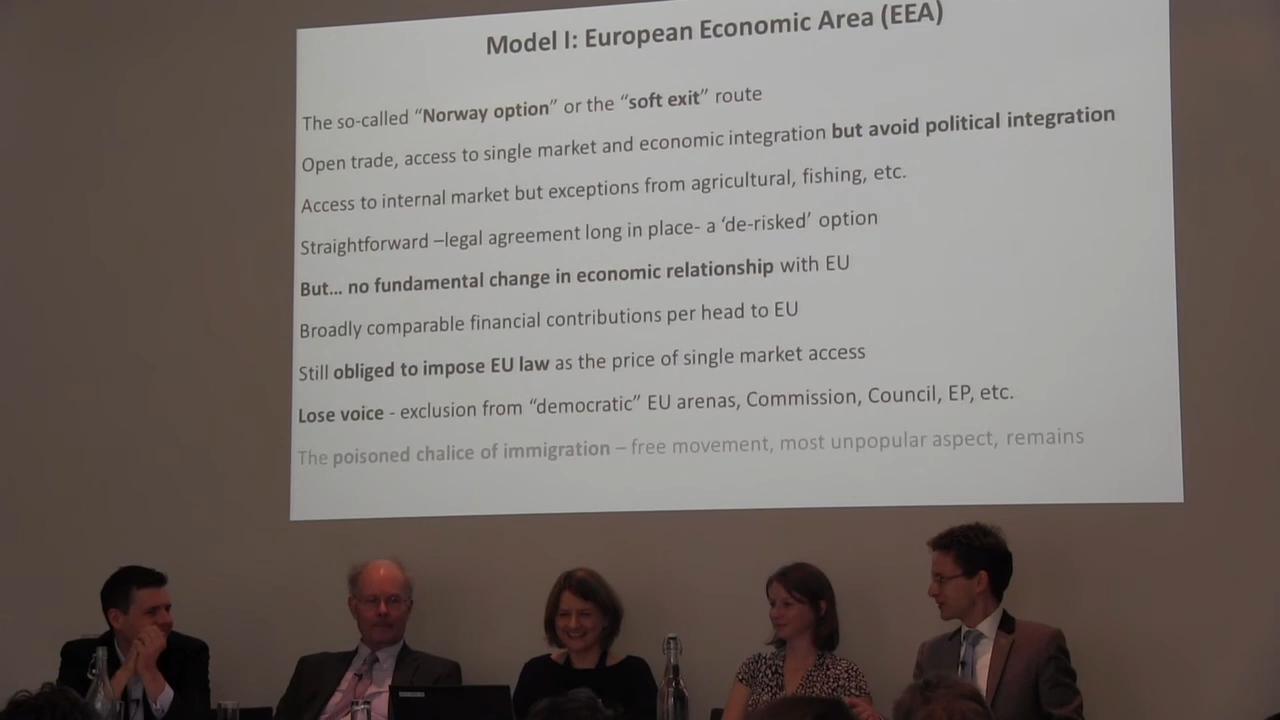 Model I: European Economic Area (EEA)
The so-called “Norway option” or the “soft exit” route
Open trade, access to single market and economic integration but avoid political integration
Access to internal market but exceptions from agricultural, fishing, etc.
Straightforward –legal agreement long in place- a ‘de-risked’ option
But... no fundamental change in economic relationship with EU
Broadly comparable financial contributions per head to EU
Still obliged to impose EU law as the price of single market access
Lose voice - exclusion from “democratic” EU arenas, Commission, Council, EP, etc.
The poisoned chalice of immigration – free movement, most unpopular aspect, remains